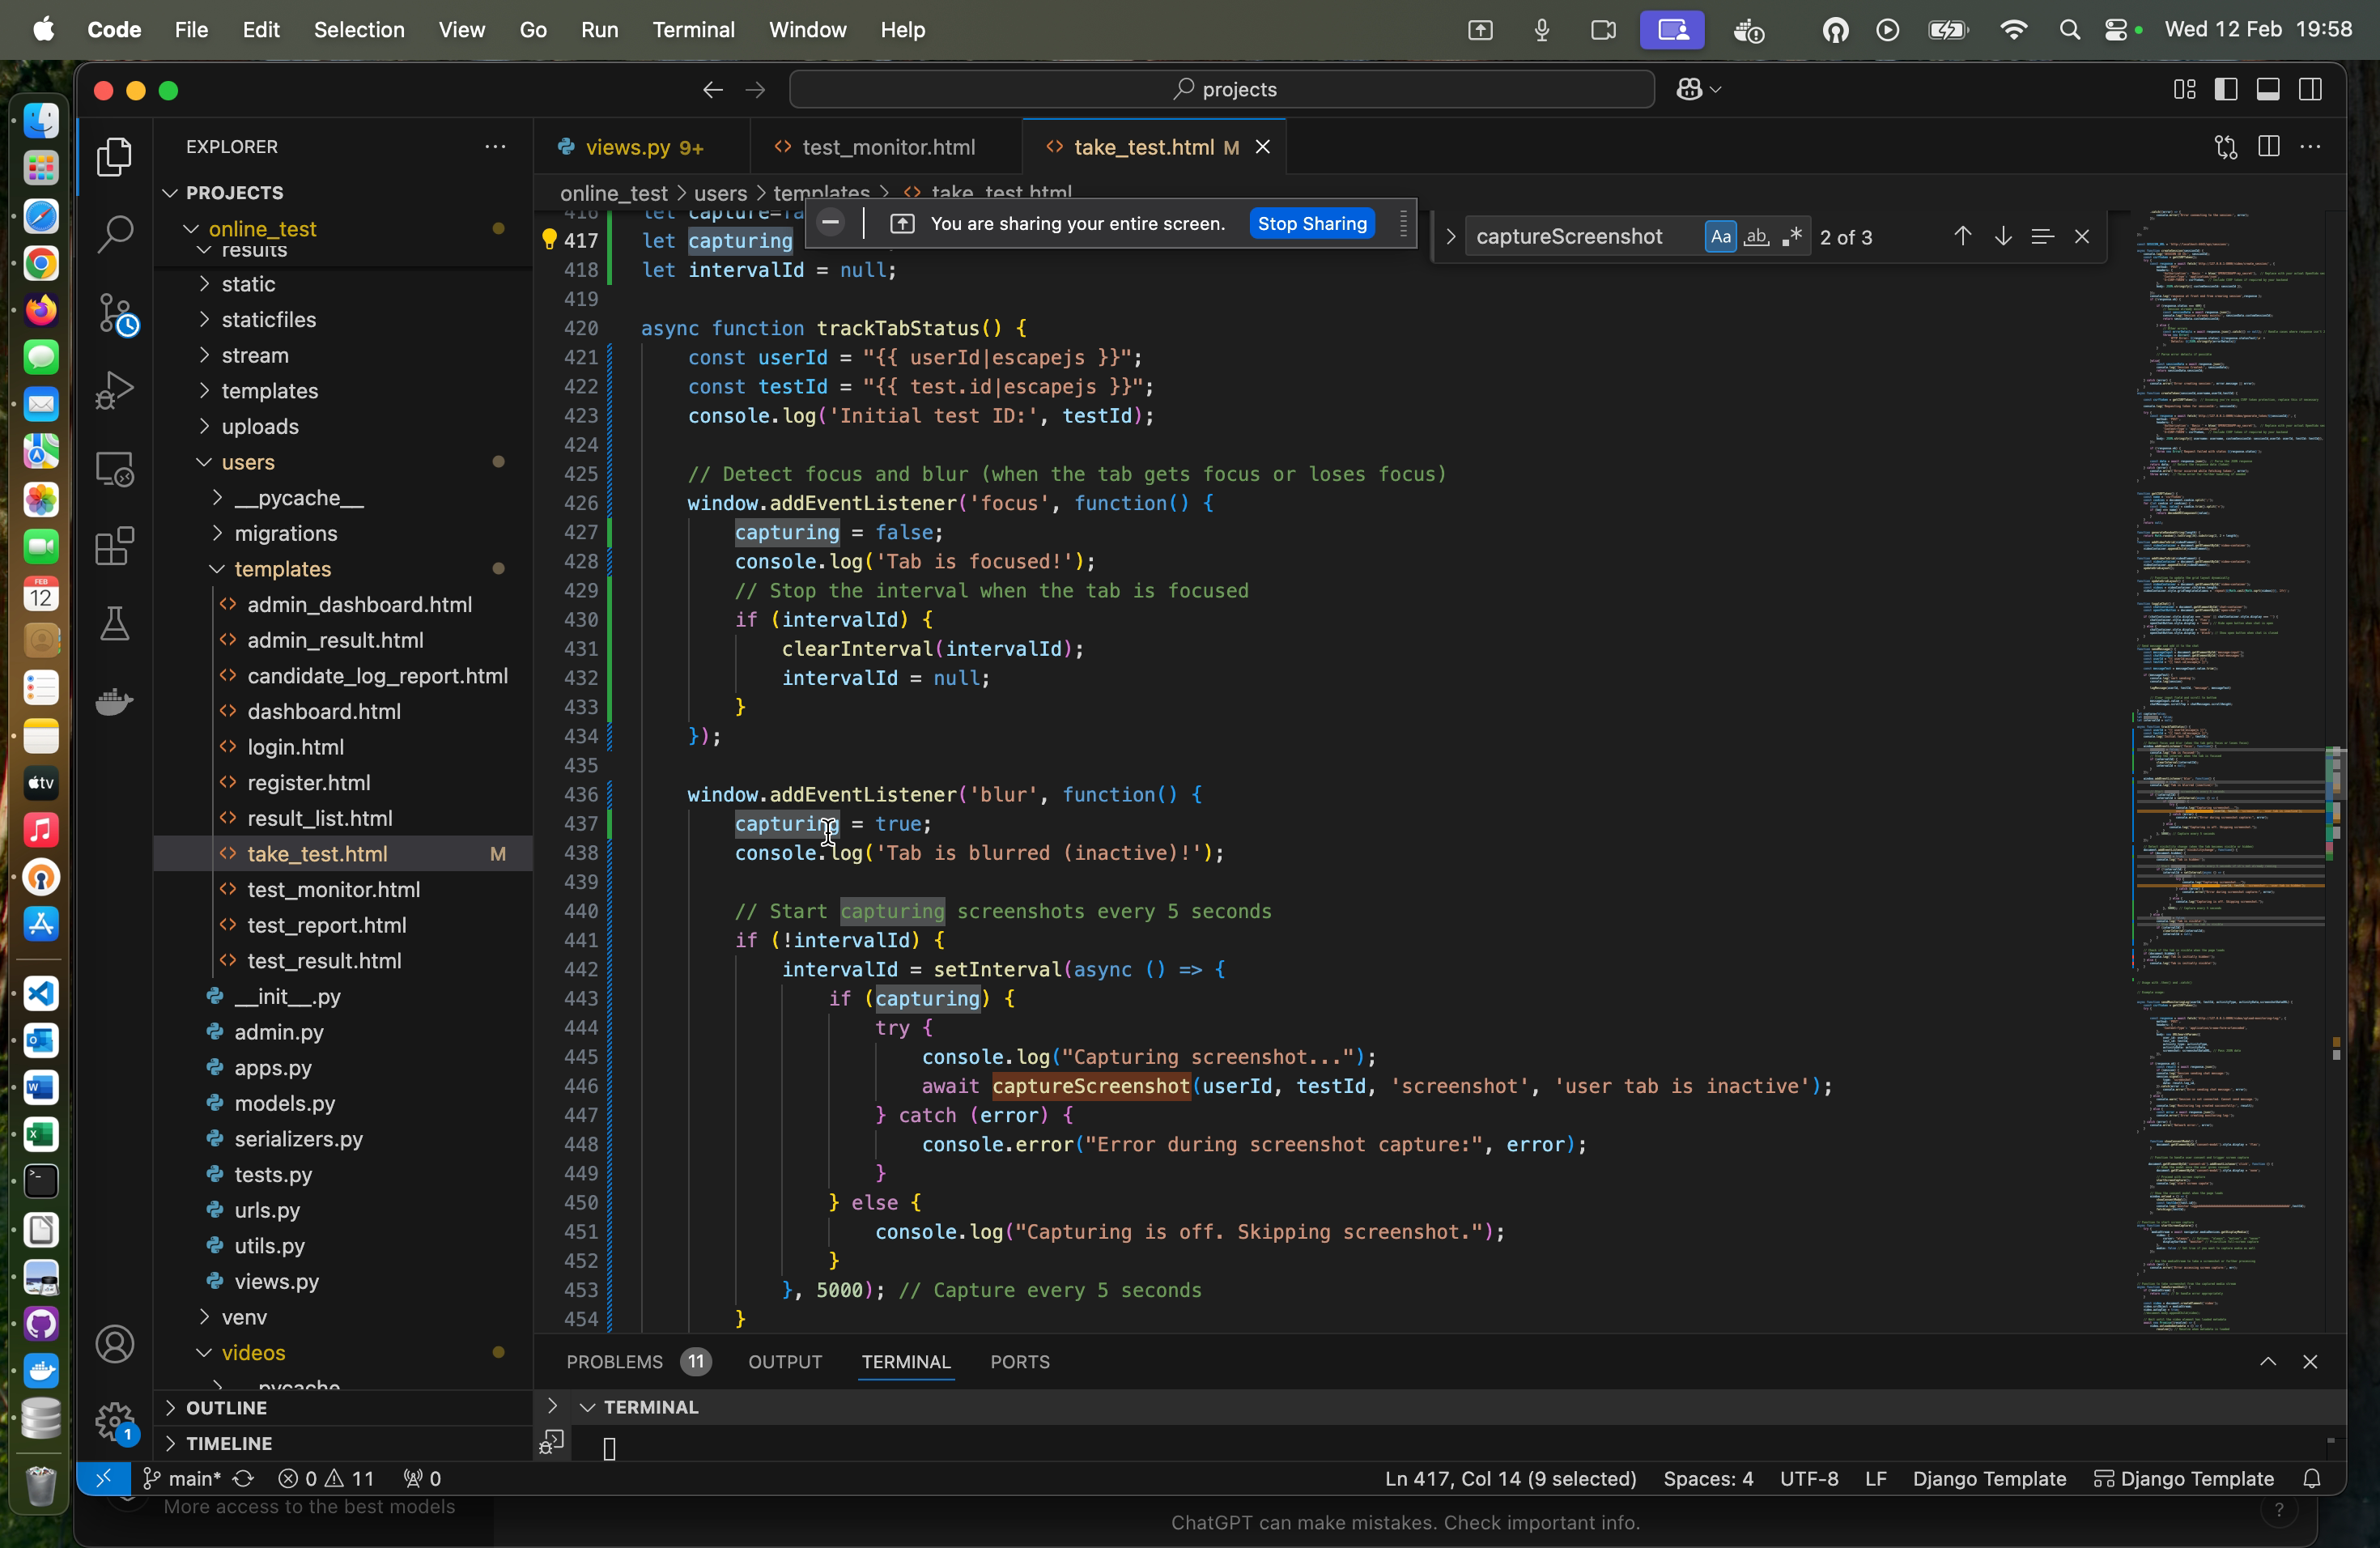 Code File Edit Selection View Go Run Terminal Window Help
Wed 12 Feb 19:58
projects
EXPLORER
views.py 9+
test_monitor.html
take_test.html M
PROJECTS
online_test
results
static
staticfiles
stream
templates
uploads
users
__pycache__
migrations
templates
admin_dashboard.html
admin_result.html
candidate_log_report.html
dashboard.html
login.html
register.html
result_list.html
take_test.html M
test_monitor.html
test_report.html
test_result.html
__init__.py
admin.py
apps.py
models.py
serializers.py
tests.py
urls.py
utils.py
views.py
venv
videos
pycache
OUTLINE
TIMELINE
online_test > users > templates > take_test.html
You are sharing your entire screen. Stop Sharing
captureScreenshot Aa ab 2 of 3
416 let capture=fa
417 let capturing
418 let intervalId = null;
419
420 async function trackTabStatus() {
421 const userId = "{{ userId|escapejs }}";
422 const testId = "{{ test.id|escapejs }}";
423 console.log('Initial test ID:', testId);
424
425 // Detect focus and blur (when the tab gets focus or loses focus)
426 window.addEventListener('focus', function() {
427 capturing = false;
428 console.log('Tab is focused!');
429 // Stop the interval when the tab is focused
430 if (intervalId) {
431 clearInterval(intervalId);
432 intervalId = null;
433 }
434 });
435
436 window.addEventListener('blur', function() {
437 capturing = true;
438 console.log('Tab is blurred (inactive)!');
439
440 // Start capturing screenshots every 5 seconds
441 if (!intervalId) {
442 intervalId = setInterval(async () => {
443 if (capturing) {
444 try {
445 console.log("Capturing screenshot...");
446 await captureScreenshot(userId, testId, 'screenshot', 'user tab is inactive');
447 } catch (error) {
448 console.error("Error during screenshot capture:", error);
449 }
450 } else {
451 console.log("Capturing is off. Skipping screenshot.");
452 }
453 }, 5000); // Capture every 5 seconds
454 }
PROBLEMS 11 OUTPUT TERMINAL PORTS
TERMINAL
FEB
12
tv
1
main* 0 11 0
Ln 417, Col 14 (9 selected) Spaces: 4 UTF-8 LF Django Template Django Template
More access to the best models
ChatGPT can make mistakes. Check important info.
?